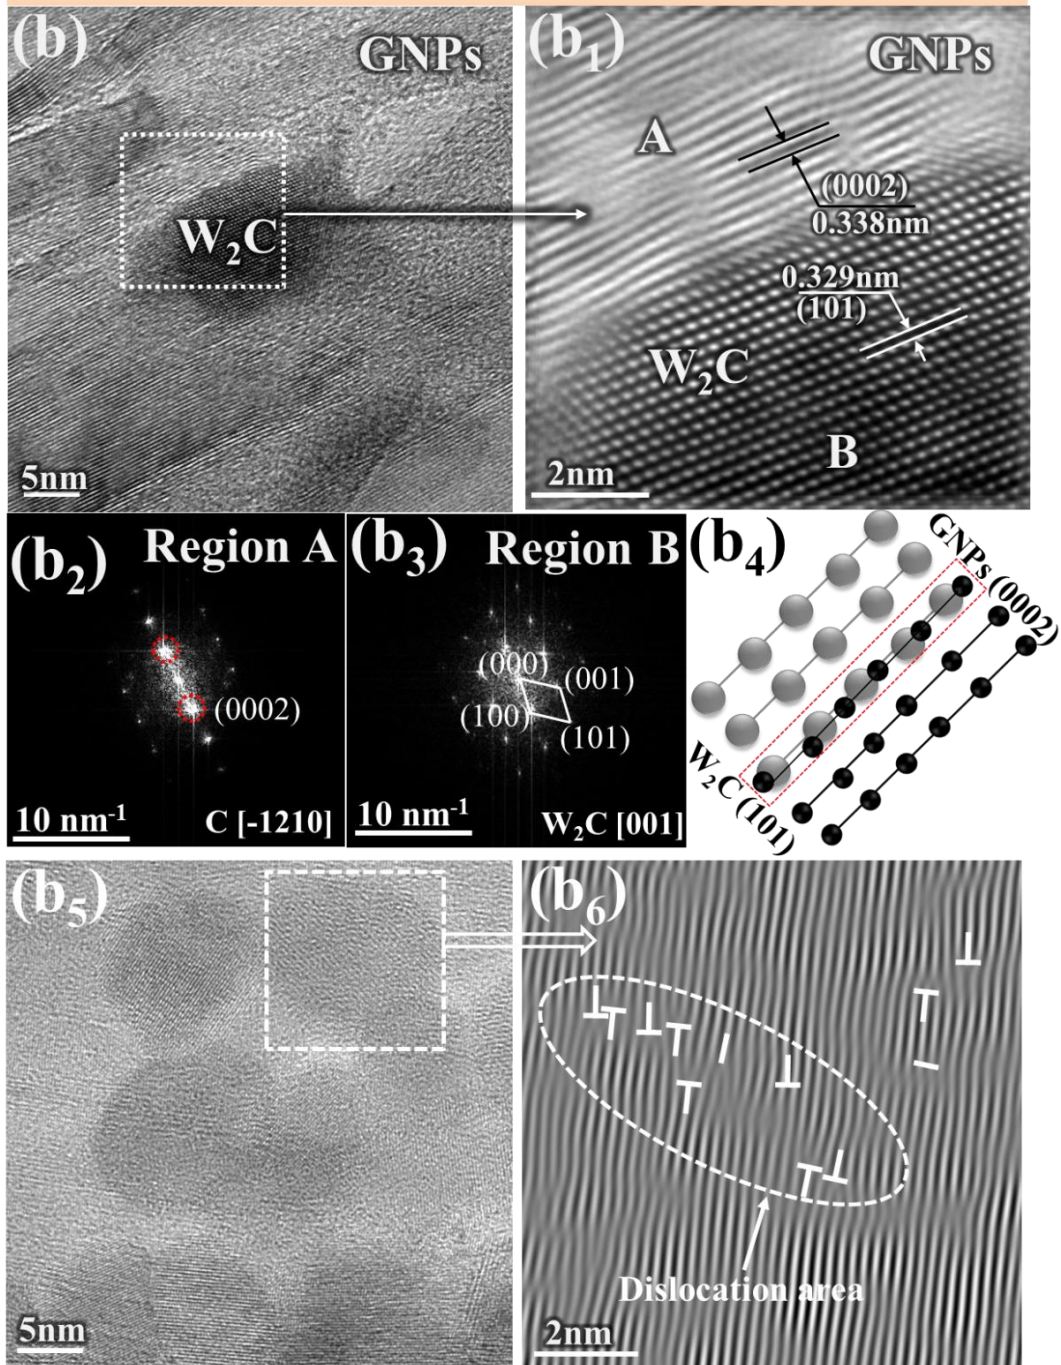 (b)
GNPs
W₂C
5nm
(b₁)
GNPs
A
(0002)
0.338nm
0.329nm
(101)
W₂C
B
2nm
(b₂)
Region A
(0002)
10 nm⁻¹
C [-1210]
(b₃)
Region B
(000)
(001)
(100)
(101)
10 nm⁻¹
W₂C [001]
(b₄)
GNPs (0002)
W₂C (101)
(b₅)
5nm
(b₆)
Dislocation area
2nm